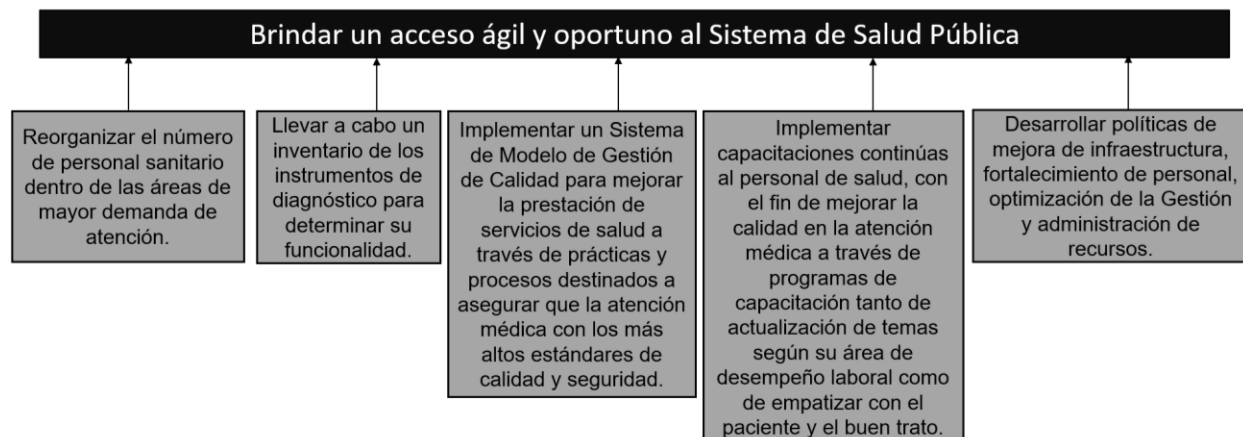 Brindar un acceso ágil y oportuno al Sistema de Salud Pública
Reorganizar el número
de personal sanitario
dentro de las áreas de
mayor demanda de
atención.
Llevar a cabo un
inventario de los
instrumentos de
diagnóstico para
determinar su
funcionalidad.
Implementar un Sistema
de Modelo de Gestión
de Calidad para mejorar
la prestación de
servicios de salud a
través de prácticas y
procesos destinados a
asegurar que la atención
médica con los más
altos estándares de
calidad y seguridad.
Implementar
capacitaciones continúas
al personal de salud, con
el fin de mejorar la
calidad en la atención
médica a través de
programas de
capacitación tanto de
actualización de temas
según su área de
desempeño laboral como
de empatizar con el
paciente y el buen trato.
Desarrollar políticas de
mejora de infraestructura,
fortalecimiento de personal,
optimización de la Gestión
y administración de
recursos.